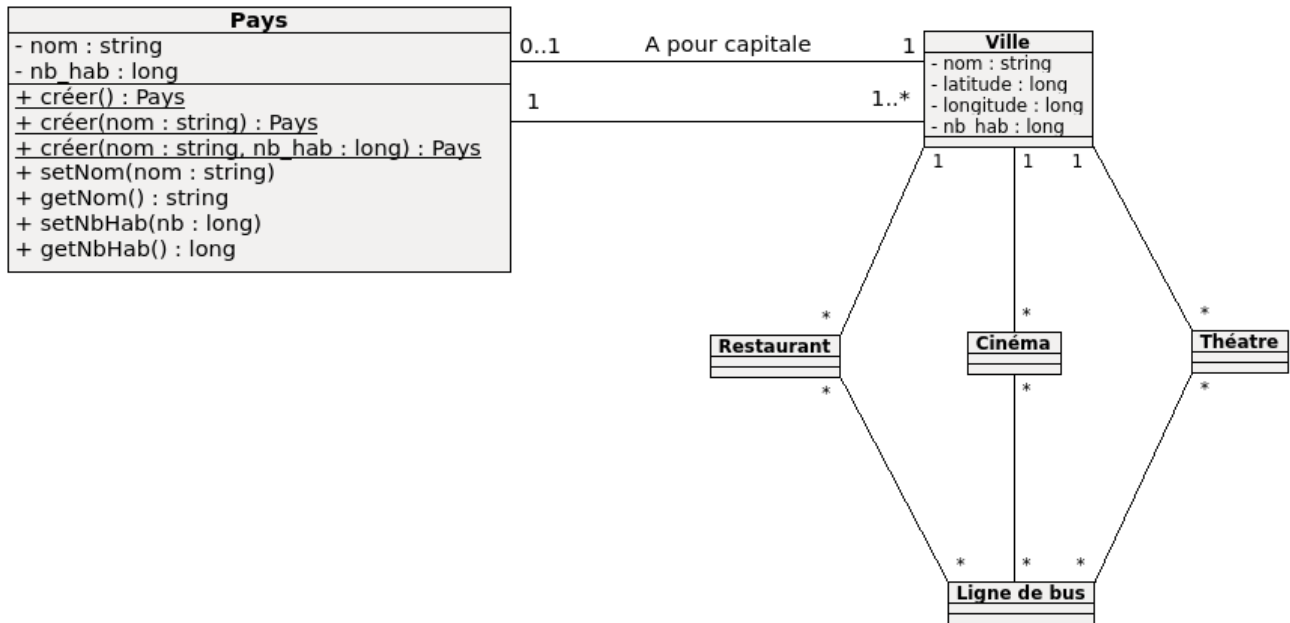 Pays
- nom : string
- nb_hab : long
+ créer() : Pays
+ créer(nom : string) : Pays
+ créer(nom : string, nb_hab : long) : Pays
+ setNom(nom : string)
+ getNom() : string
+ setNbHab(nb : long)
+ getNbHab() : long
0..1 A pour capitale 1
1 1..*
Ville
- nom : string
- latitude : long
- longitude : long
- nb_hab : long
1 1 1
* * *
Restaurant Cinéma Théatre
* * *
* * *
Ligne de bus